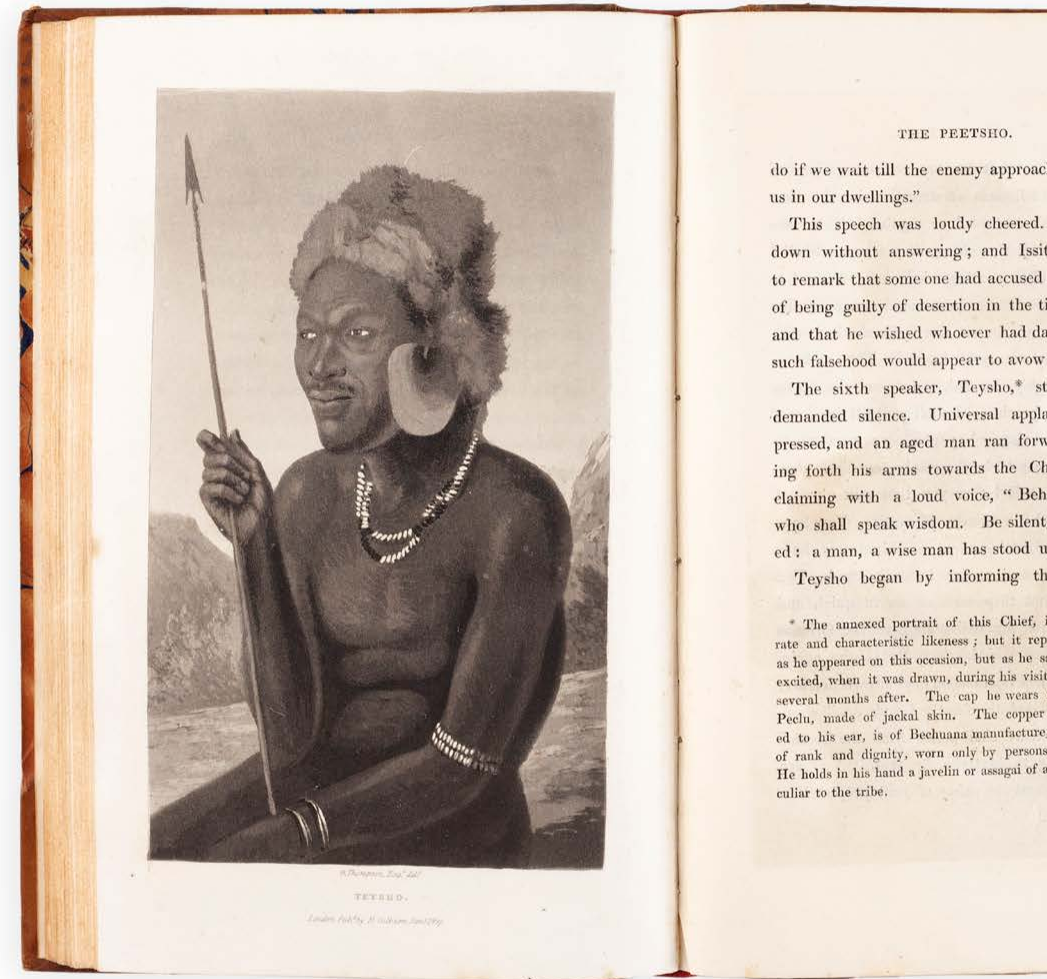 G. Thompson, Esqr. del.
TEYSHO.
London, Pubd. by H. Colburn, Jany. 1827.
THE PEETSHO.
do if we wait till the enemy approac
us in our dwellings.”
This speech was loudy cheered.
down without answering; and Issit
to remark that some one had accused
of being guilty of desertion in the ti
and that he wished whoever had da
such falsehood would appear to avow
The sixth speaker, Teysho,* st
demanded silence. Universal appla
pressed, and an aged man ran forw
ing forth his arms towards the Ch
claiming with a loud voice, “ Beh
who shall speak wisdom. Be silent
ed: a man, a wise man has stood u
Teysho began by informing th
* The annexed portrait of this Chief, i
rate and characteristic likeness; but it rep
as he appeared on this occasion, but as he s
excited, when it was drawn, during his visit
several months after. The cap he wears
Peclu, made of jackal skin. The copper
ed to his ear, is of Bechuana manufacture,
of rank and dignity, worn only by persons
He holds in his hand a javelin or assagai of a
culiar to the tribe.